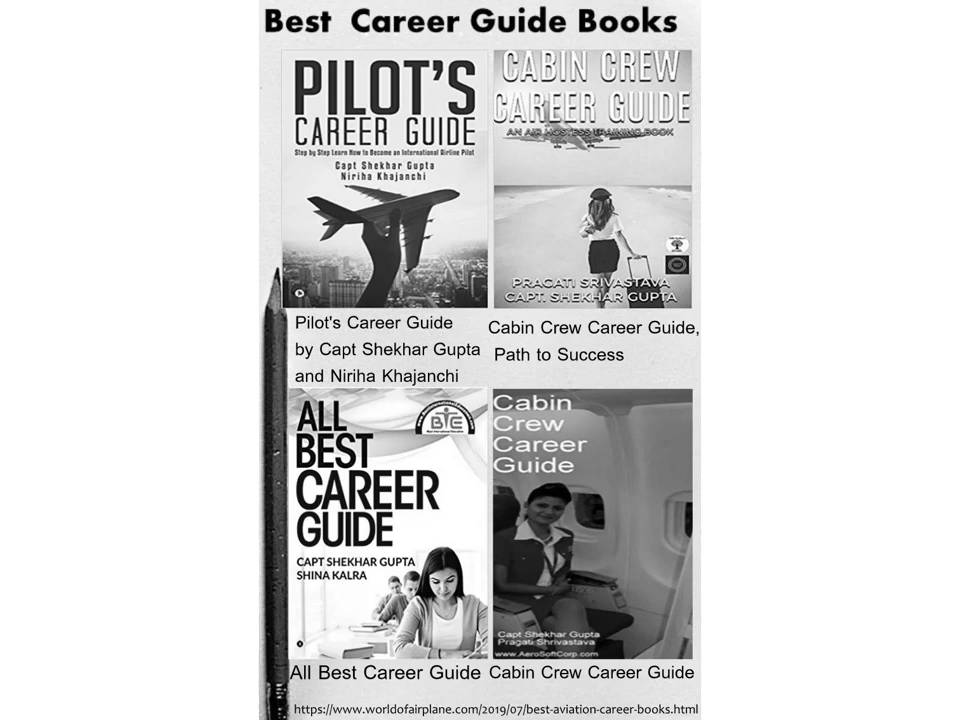 Best Career Guide Books
PILOT'S
CAREER GUIDE
Step by Step Learn How to Become an International Airline Pilot
Capt Shekhar Gupta
Niriha Khajanchi
CABIN CREW
CAREER GUIDE
AN AIR HOSTESS TRAINING BOOK
PRAGATI SRIVASTAVA
CAPT. SHEKHAR GUPTA
Pilot's Career Guide
by Capt Shekhar Gupta
and Niriha Khajanchi
Cabin Crew Career Guide,
Path to Success
ALL
BEST
CAREER
GUIDE
BIE
CAPT SHEKHAR GUPTA
SHINA KALRA
Cabin
Crew
Career
Guide
Capt Shekhar Gupta
Pragati Shrivastava
www.AeroSoftCorp.com
All Best Career Guide
Cabin Crew Career Guide
https://www.worldofairplane.com/2019/07/best-aviation-career-books.html